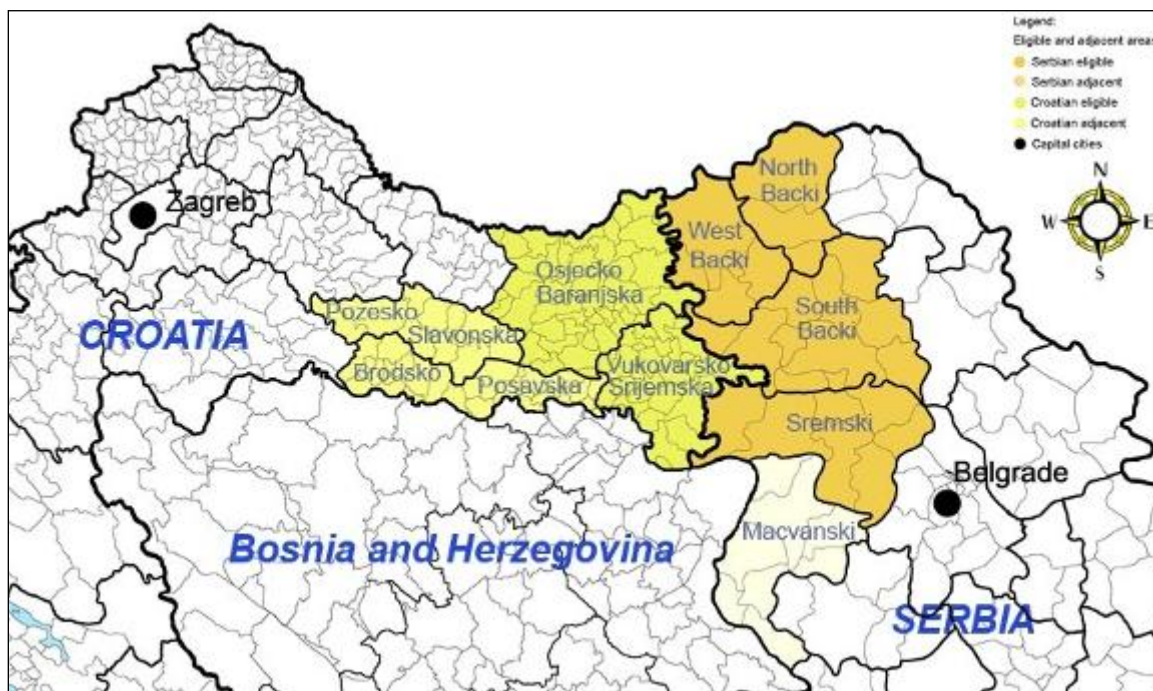 Legend:
Eligible and adjacent areas
Serbian eligible
Serbian adjacent
Croatian eligible
Croatian adjacent
Capital cities
N
W
E
S
Zagreb
CROATIA
North
Backi
West
Backi
Osjecko
Baranjska
South
Backi
Pozesko
Slavonska
Vukovarsko
Srijemska
Brodsko
Posavska
Sremski
Belgrade
Macvanski
Bosnia and Herzegovina
SERBIA